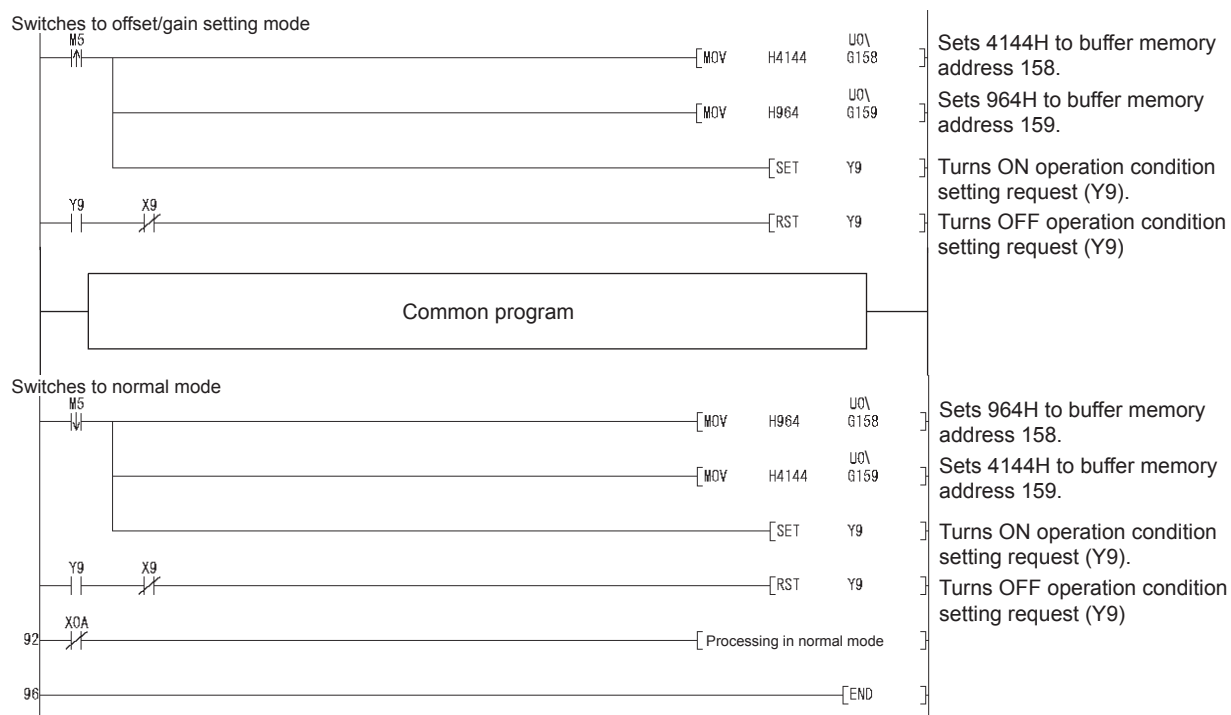 Switches to offset/gain setting mode
M5
U0\
[MOV H4144 G158 ]
Sets 4144H to buffer memory
address 158.
U0\
[MOV H964 G159 ]
Sets 964H to buffer memory
address 159.
[SET Y9 ]
Turns ON operation condition
setting request (Y9).
Y9 X9
[RST Y9 ]
Turns OFF operation condition
setting request (Y9)
Common program
Switches to normal mode
M5
U0\
[MOV H964 G158 ]
Sets 964H to buffer memory
address 158.
U0\
[MOV H4144 G159 ]
Sets 4144H to buffer memory
address 159.
[SET Y9 ]
Turns ON operation condition
setting request (Y9).
Y9 X9
[RST Y9 ]
Turns OFF operation condition
setting request (Y9)
X0A
92 [ Processing in normal mode ]
96 [END ]